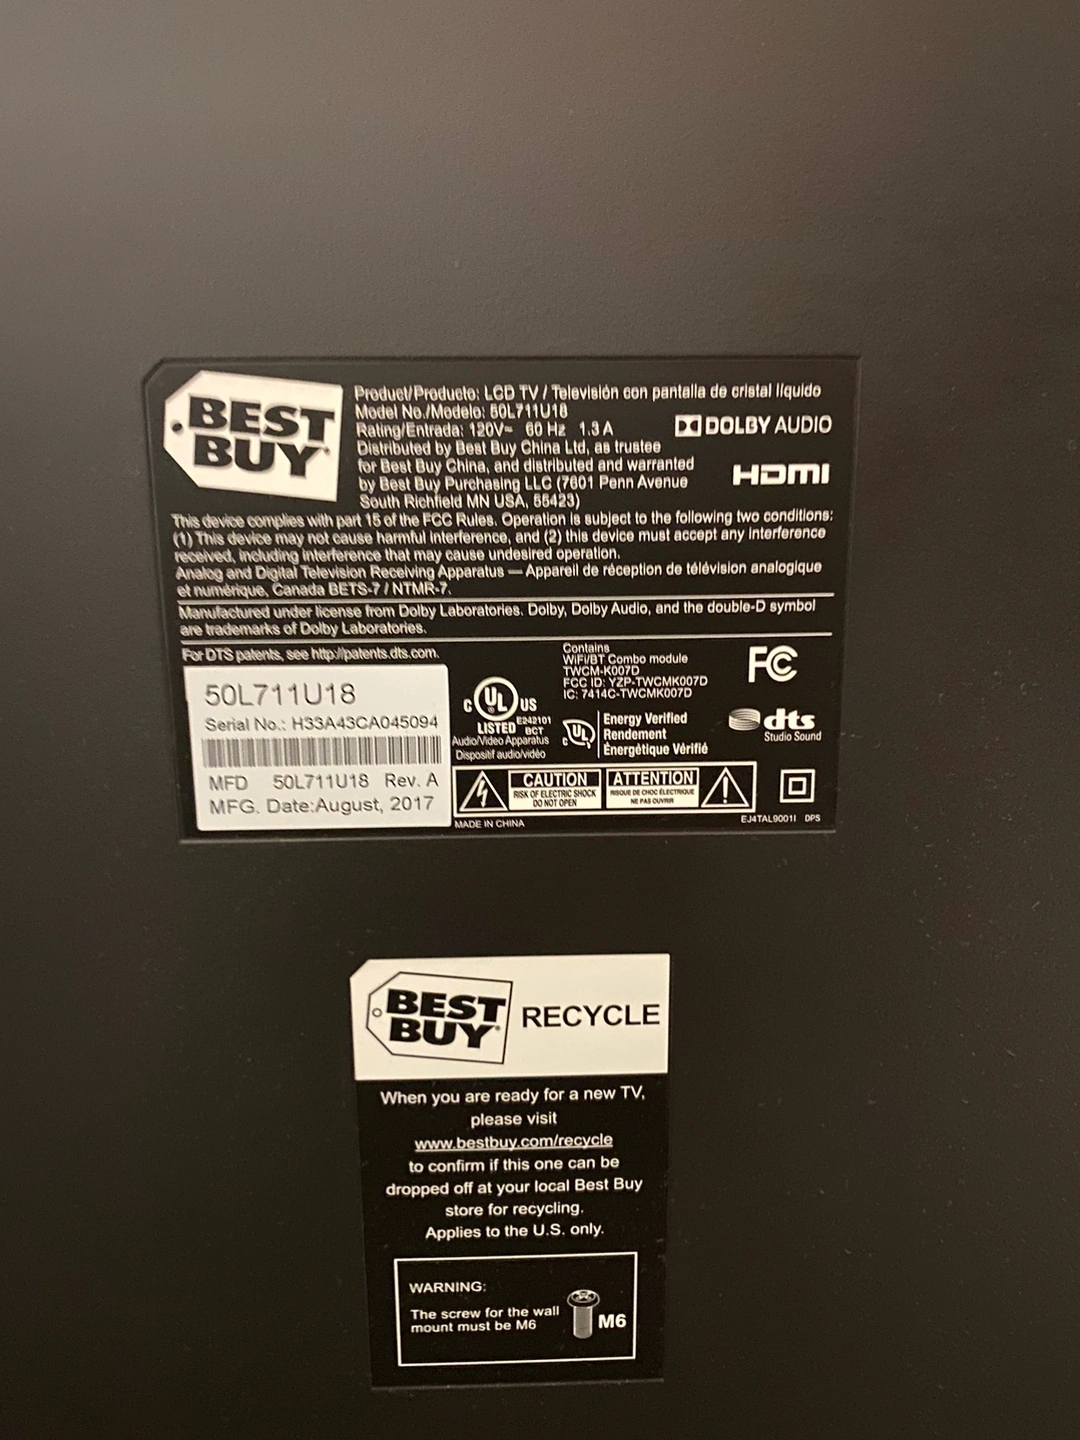 BEST
BUY
Product/Producto: LCD TV / Televisión con pantalla de cristal líquido
Model No./Modelo: 50L711U18
Rating/Entrada: 120V~ 60 Hz 1.3 A
Distributed by Best Buy China Ltd, as trustee
for Best Buy China, and distributed and warranted
by Best Buy Purchasing LLC (7601 Penn Avenue
South Richfield MN USA, 55423)
DOLBY AUDIO
HDMI
This device complies with part 15 of the FCC Rules. Operation is subject to the following two conditions:
(1) This device may not cause harmful interference, and (2) this device must accept any interference
received, including interference that may cause undesired operation.
Analog and Digital Television Receiving Apparatus — Appareil de réception de télévision analogique
et numérique, Canada BETS-7 / NTMR-7.
Manufactured under license from Dolby Laboratories. Dolby, Dolby Audio, and the double-D symbol
are trademarks of Dolby Laboratories.
For DTS patents, see http://patents.dts.com.
50L711U18
Serial No.: H33A43CA045094
MFD 50L711U18 Rev. A
MFG. Date:August, 2017
C UL US
LISTED E242101
BCT
Audio/Video Apparatus
Dispositif audio/vidéo
Contains
WiFi/BT Combo module
TWCM-K007D
FCC ID: YZP-TWCMK007D
IC: 7414C-TWCMK007D
FC
c UL
Energy Verified
Rendement
Énergétique Vérifié
dts
Studio Sound
CAUTION
RISK OF ELECTRIC SHOCK
DO NOT OPEN
ATTENTION
RISQUE DE CHOC ÉLECTRIQUE
NE PAS OUVRIR
MADE IN CHINA
EJ4TAL9001I DPS
BEST
BUY
RECYCLE
When you are ready for a new TV,
please visit
www.bestbuy.com/recycle
to confirm if this one can be
dropped off at your local Best Buy
store for recycling.
Applies to the U.S. only.
WARNING:
The screw for the wall
mount must be M6
M6